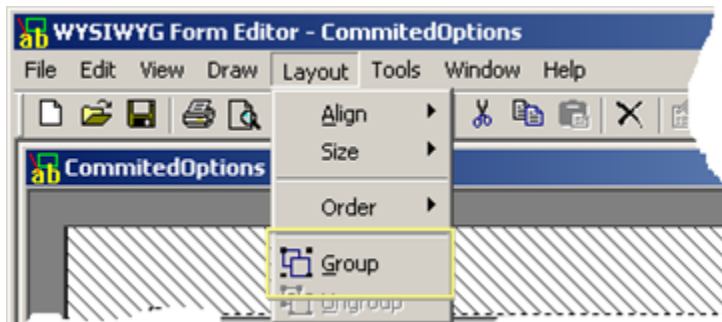 WYSIWYG Form Editor - CommitedOptions
File Edit View Draw Layout Tools Window Help
Align
Size
CommitedOptions
Order
Group
Ungroup